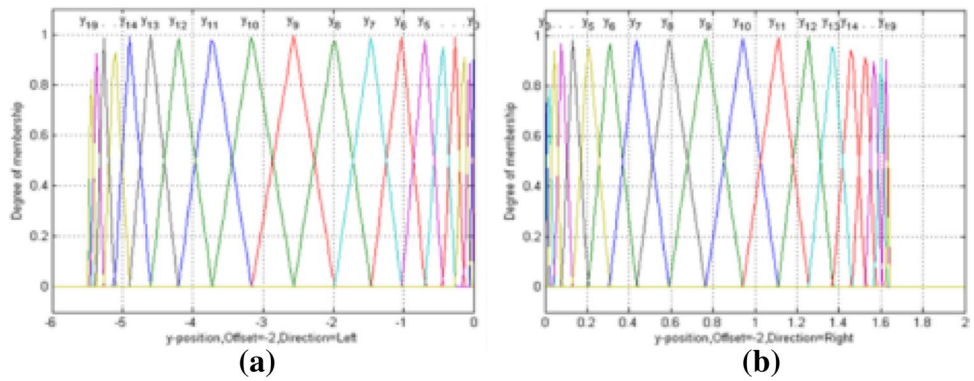 y19 . . . y14 y13 y12 y11 y10 y9 y8 y7 y6 y5 . . . . y0
Degree of membership
1
0.8
0.6
0.4
0.2
0
-6 -5 -4 -3 -2 -1 0
y-position,Offset=-2,Direction=Left
(a)
y0 . . . y5 y6 y7 y8 y9 y10 y11 y12 y13 y14 . . . y19
Degree of membership
1
0.8
0.6
0.4
0.2
0
0 0.2 0.4 0.6 0.8 1 1.2 1.4 1.6 1.8 2
y-position,Offset=-2,Direction=Right
(b)